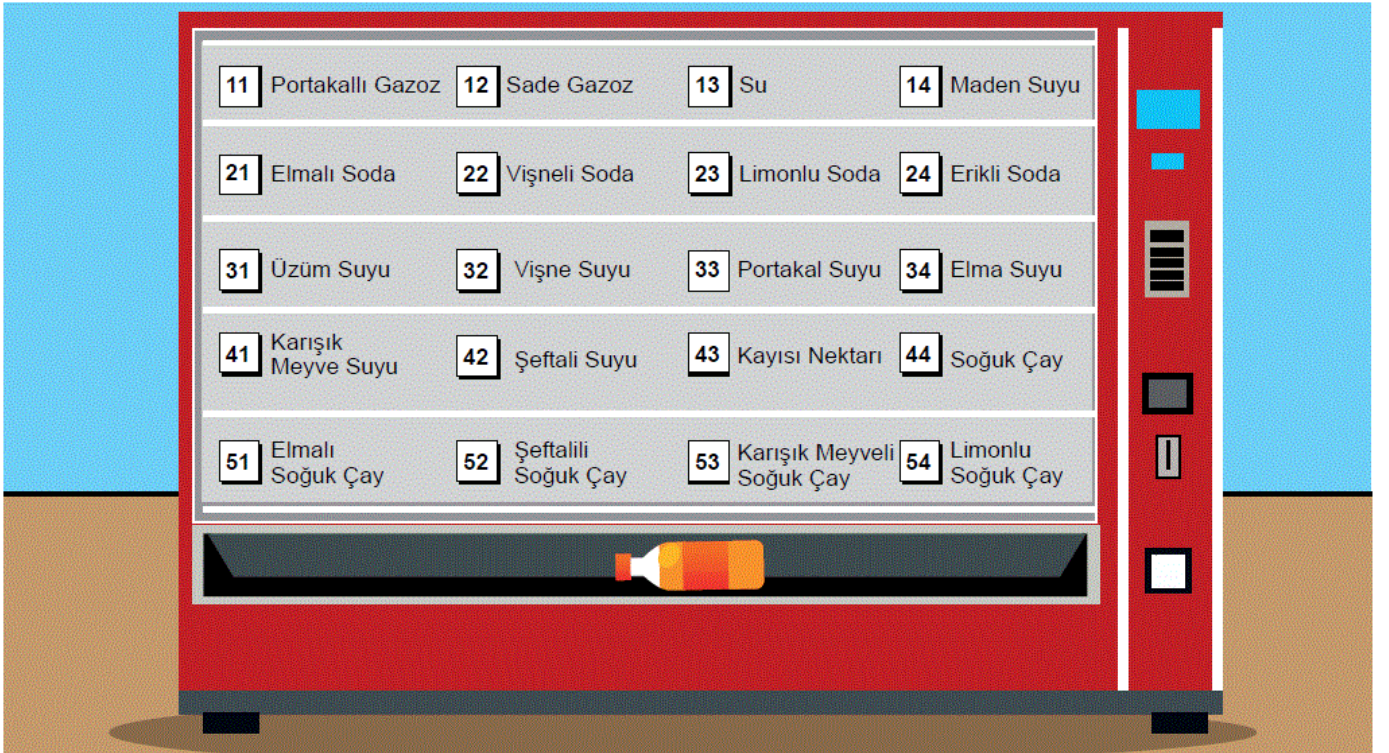 11 Portakallı Gazoz 12 Sade Gazoz 13 Su 14 Maden Suyu
21 Elmalı Soda 22 Vişneli Soda 23 Limonlu Soda 24 Erikli Soda
31 Üzüm Suyu 32 Vişne Suyu 33 Portakal Suyu 34 Elma Suyu
41 Karışık
Meyve Suyu
42 Şeftali Suyu 43 Kayısı Nektarı 44 Soğuk Çay
51 Elmalı
Soğuk Çay
52 Şeftalili
Soğuk Çay
53 Karışık Meyveli
Soğuk Çay
54 Limonlu
Soğuk Çay